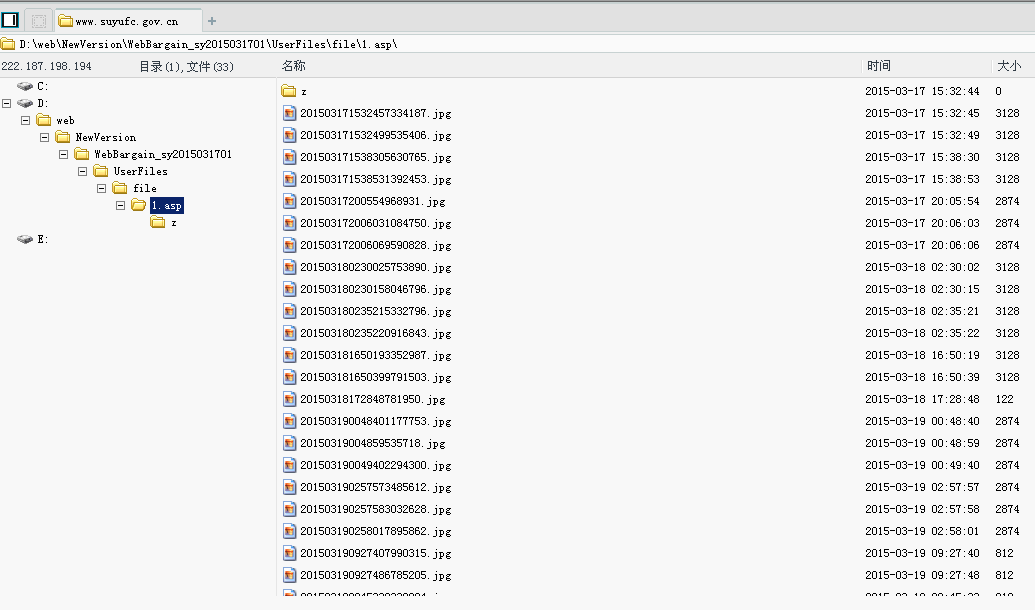 www.suyufc.gov.cn
D:\web\NewVersion\WebBargain_sy2015031701\UserFiles\file\1.asp\
222.187.198.194 目录(1),文件(33) 名称 时间 大小
C:
D:
web
NewVersion
WebBargain_sy2015031701
UserFiles
file
1.asp
z
E:
z 2015-03-17 15:32:44 0
201503171532457334187.jpg 2015-03-17 15:32:45 3128
201503171532499535406.jpg 2015-03-17 15:32:49 3128
201503171538305630765.jpg 2015-03-17 15:38:30 3128
201503171538531392453.jpg 2015-03-17 15:38:53 3128
20150317200554968931.jpg 2015-03-17 20:05:54 2874
201503172006031084750.jpg 2015-03-17 20:06:03 2874
201503172006069590828.jpg 2015-03-17 20:06:06 2874
201503180230025753890.jpg 2015-03-18 02:30:02 3128
201503180230158046796.jpg 2015-03-18 02:30:15 3128
201503180235215332796.jpg 2015-03-18 02:35:21 3128
201503180235220916843.jpg 2015-03-18 02:35:22 3128
201503181650193352987.jpg 2015-03-18 16:50:19 3128
201503181650399791503.jpg 2015-03-18 16:50:39 3128
20150318172848781950.jpg 2015-03-18 17:28:48 122
201503190048401177753.jpg 2015-03-19 00:48:40 2874
20150319004859535718.jpg 2015-03-19 00:48:59 2874
201503190049402294300.jpg 2015-03-19 00:49:40 2874
201503190257573485612.jpg 2015-03-19 02:57:57 2874
201503190257583032628.jpg 2015-03-19 02:57:58 2874
201503190258017895862.jpg 2015-03-19 02:58:01 2874
201503190927407990315.jpg 2015-03-19 09:27:40 812
201503190927486785205.jpg 2015-03-19 09:27:48 812